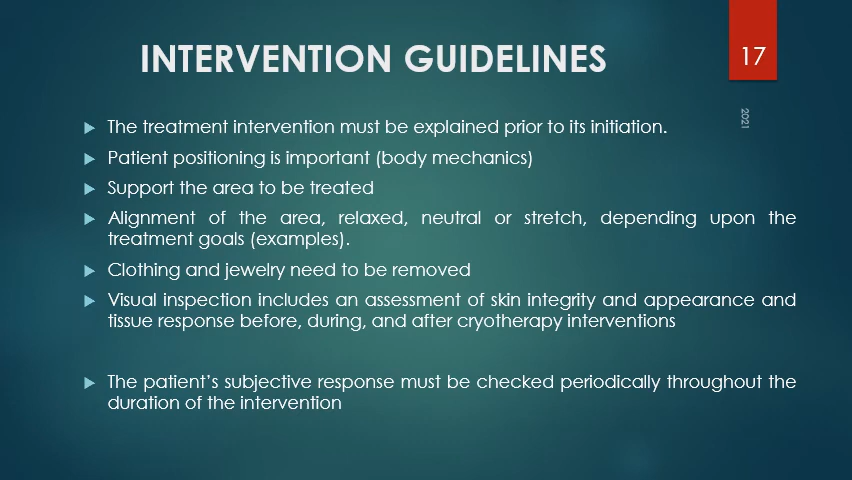 INTERVENTION GUIDELINES
17
2021
The treatment intervention must be explained prior to its initiation.
Patient positioning is important (body mechanics)
Support the area to be treated
Alignment of the area, relaxed, neutral or stretch, depending upon the
treatment goals (examples).
Clothing and jewelry need to be removed
Visual inspection includes an assessment of skin integrity and appearance and
tissue response before, during, and after cryotherapy interventions
The patient’s subjective response must be checked periodically throughout the
duration of the intervention